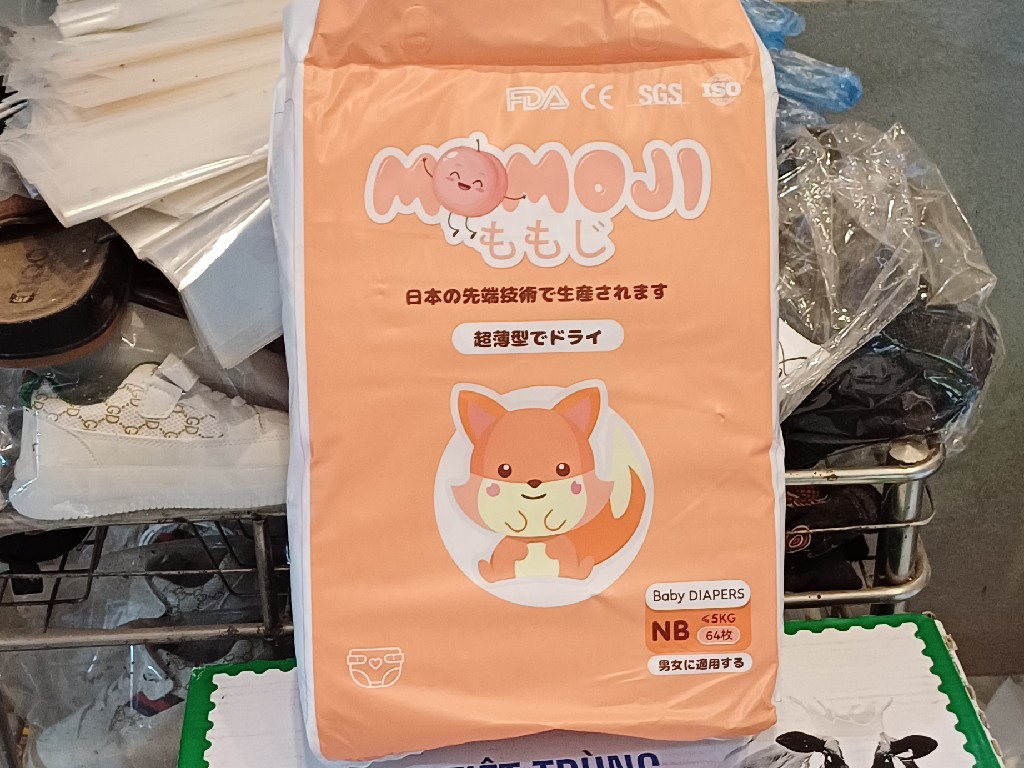 FDA CE SGS ISO
MOMOJI
ももじ
日本の先端技術で生産されます
超薄型でドライ
Baby DIAPERS
NB
≤5KG
64枚
男女に適用する